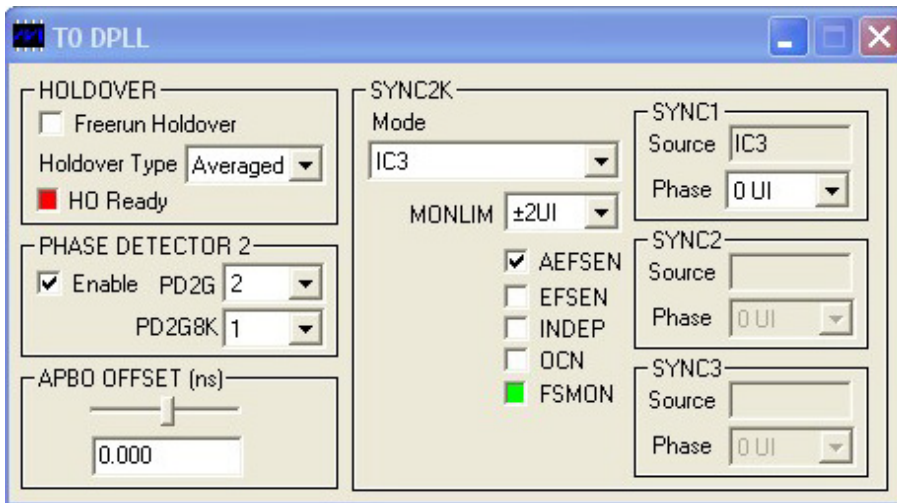 T0 DPLL
HOLDOVER
Freerun Holdover
Holdover Type Averaged
HO Ready
PHASE DETECTOR 2
Enable PD2G 2
PD2G8K 1
APBO OFFSET (ns)
0.000
SYNC2K
Mode
IC3
MONLIM ±2UI
AEFSEN
EFSEN
INDEP
OCN
FSMON
SYNC1
Source IC3
Phase 0 UI
SYNC2
Source
Phase 0 UI
SYNC3
Source
Phase 0 UI